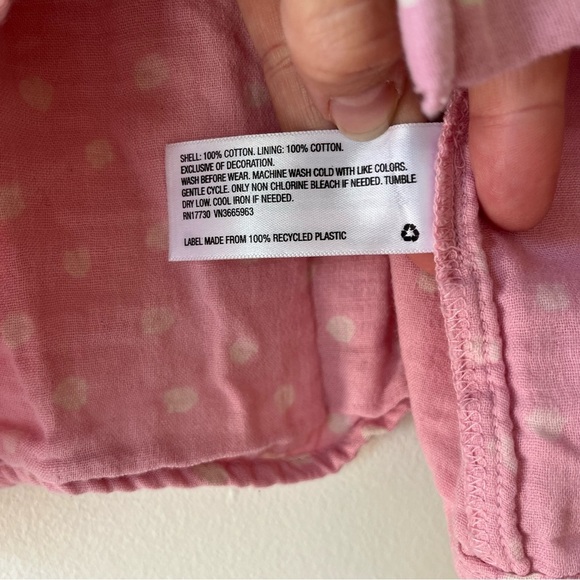 SHELL: 100% COTTON. LINING: 100% COTTON.
EXCLUSIVE OF DECORATION.
WASH BEFORE WEAR. MACHINE WASH COLD WITH LIKE COLORS.
GENTLE CYCLE. ONLY NON CHLORINE BLEACH IF NEEDED. TUMBLE
DRY LOW. COOL IRON IF NEEDED.
RN17730 VN3665963
LABEL MADE FROM 100% RECYCLED PLASTIC